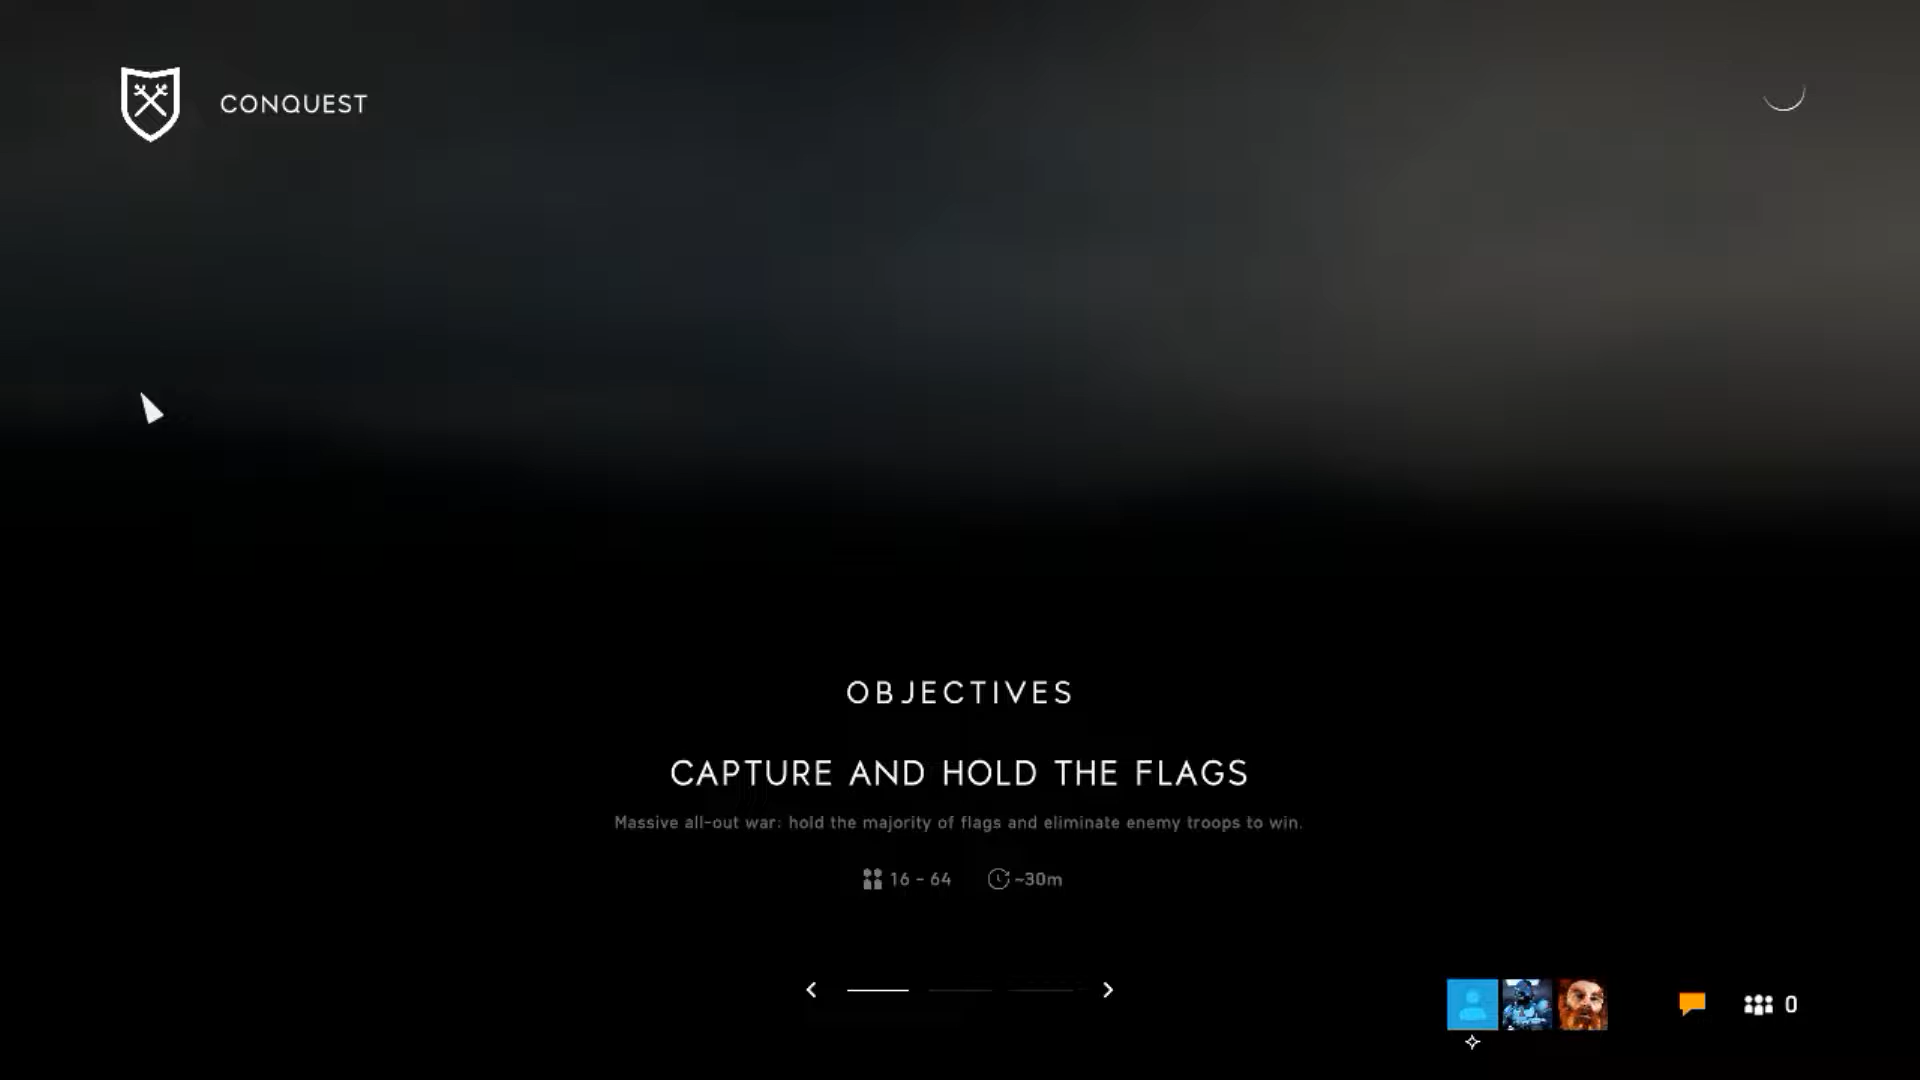 CONQUEST
OBJECTIVES
CAPTURE AND HOLD THE FLAGS
Massive all-out war: hold the majority of flags and eliminate enemy troops to win.
16 - 64 ~30m
0